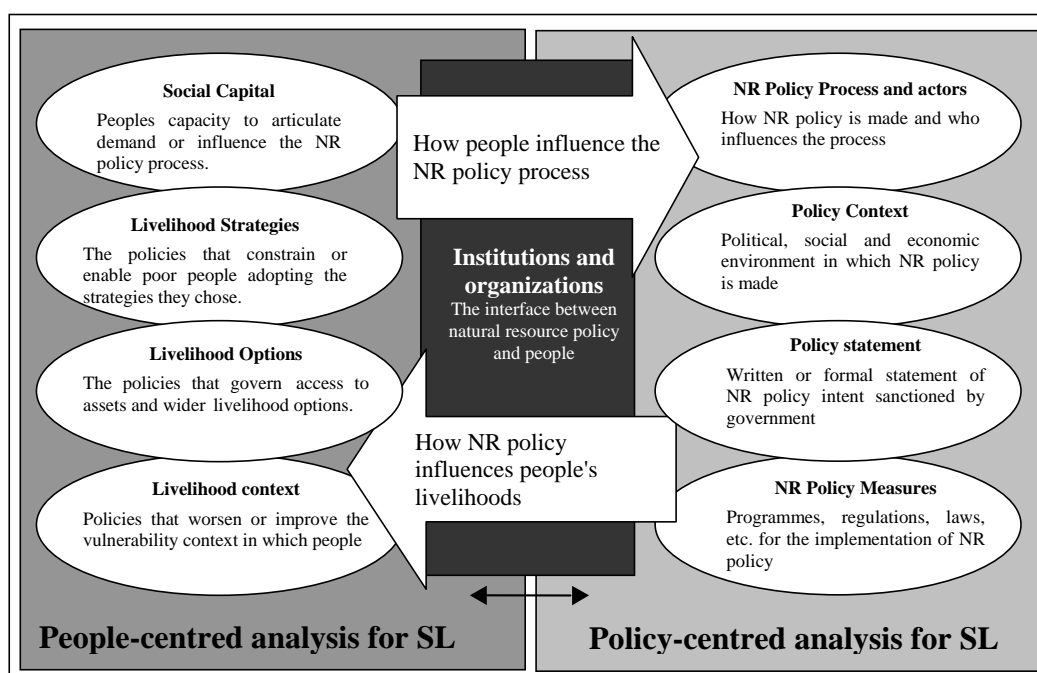 Social Capital
Peoples capacity to articulate
demand or influence the NR
policy process.
Livelihood Strategies
The policies that constrain or
enable poor people adopting the
strategies they chose.
Livelihood Options
The policies that govern access to
assets and wider livelihood options.
Livelihood context
Policies that worsen or improve the
vulnerability context in which people
People-centred analysis for SL
How people influence the
NR policy process
Institutions and
organizations
The interface between
natural resource policy
and people
How NR policy
influences people's
livelihoods
NR Policy Process and actors
How NR policy is made and who
influences the process
Policy Context
Political, social and economic
environment in which NR policy
is made
Policy statement
Written or formal statement of
NR policy intent sanctioned by
government
NR Policy Measures
Programmes, regulations, laws,
etc. for the implementation of NR
policy
Policy-centred analysis for SL